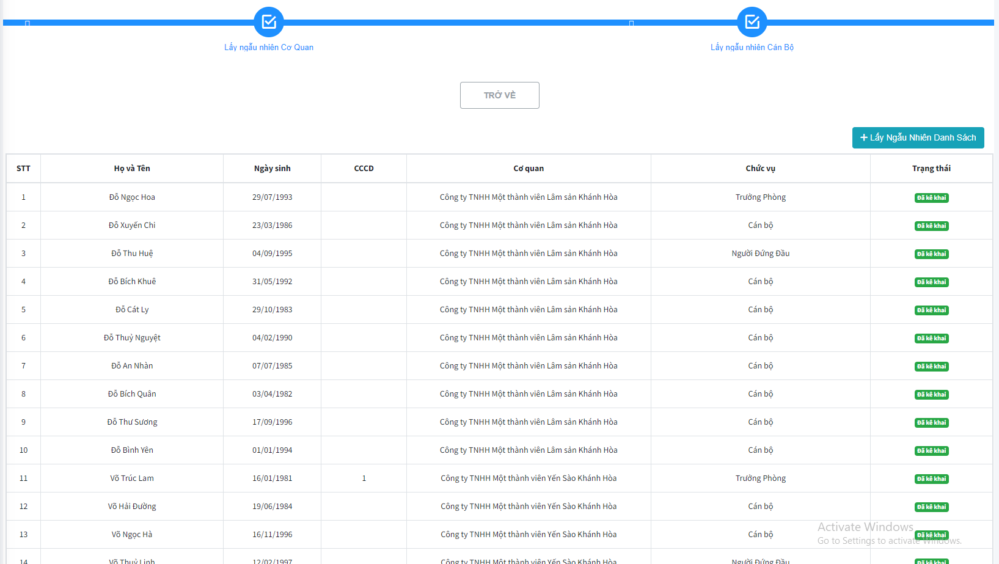 Lấy ngẫu nhiên Cơ Quan
Lấy ngẫu nhiên Cán Bộ
TRỞ VỀ
+ Lấy Ngẫu Nhiên Danh Sách
STT Họ và Tên Ngày sinh CCCD Cơ quan Chức vụ Trạng thái
1 Đỗ Ngọc Hoa 29/07/1993 Công ty TNHH Một thành viên Lâm sản Khánh Hòa Trưởng Phòng Đã kê khai
2 Đỗ Xuyến Chi 23/03/1986 Công ty TNHH Một thành viên Lâm sản Khánh Hòa Cán bộ Đã kê khai
3 Đỗ Thu Huệ 04/09/1995 Công ty TNHH Một thành viên Lâm sản Khánh Hòa Người Đứng Đầu Đã kê khai
4 Đỗ Bích Khuê 31/05/1992 Công ty TNHH Một thành viên Lâm sản Khánh Hòa Cán bộ Đã kê khai
5 Đỗ Cát Ly 29/10/1983 Công ty TNHH Một thành viên Lâm sản Khánh Hòa Cán bộ Đã kê khai
6 Đỗ Thuỷ Nguyệt 04/02/1990 Công ty TNHH Một thành viên Lâm sản Khánh Hòa Cán bộ Đã kê khai
7 Đỗ An Nhàn 07/07/1985 Công ty TNHH Một thành viên Lâm sản Khánh Hòa Cán bộ Đã kê khai
8 Đỗ Bích Quân 03/04/1982 Công ty TNHH Một thành viên Lâm sản Khánh Hòa Cán bộ Đã kê khai
9 Đỗ Thư Sương 17/09/1996 Công ty TNHH Một thành viên Lâm sản Khánh Hòa Cán bộ Đã kê khai
10 Đỗ Bình Yên 01/01/1994 Công ty TNHH Một thành viên Lâm sản Khánh Hòa Cán bộ Đã kê khai
11 Võ Trúc Lam 16/01/1981 1 Công ty TNHH Một thành viên Yến Sào Khánh Hòa Trưởng Phòng Đã kê khai
12 Võ Hải Đường 19/06/1984 Công ty TNHH Một thành viên Yến Sào Khánh Hòa Cán bộ Đã kê khai
13 Võ Ngọc Hà 16/11/1996 Công ty TNHH Một thành viên Yến Sào Khánh Hòa Cán bộ Đã kê khai
14 Võ Thuỳ Linh 12/02/1997 Công ty TNHH Một thành viên Yến Sào Khánh Hòa Người Đứng Đầu Đã kê khai
Activate Windows
Go to Settings to activate Windows.